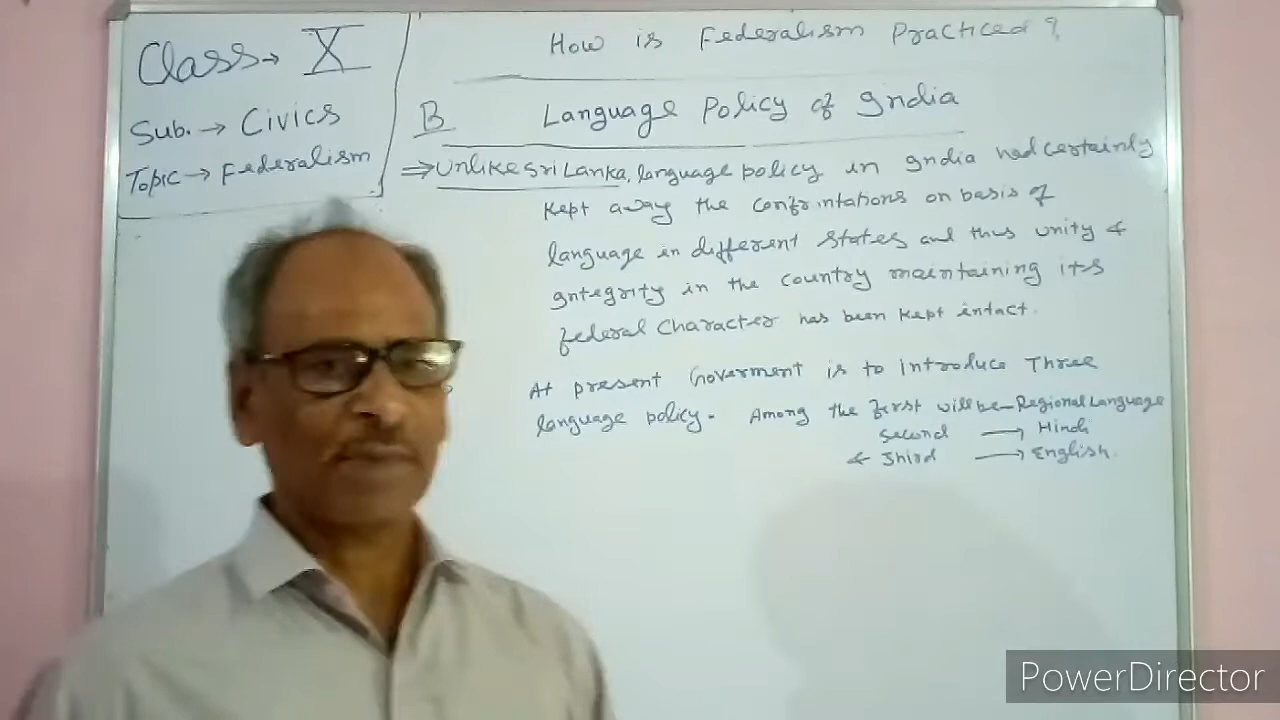 Class → X
Sub. → Civics
Topic → Federalism
How is Federalism Practiced?
B Language Policy of India
⇒ Unlike Sri Lanka, language policy in India had certainly
kept away the confrintations on basis of
language in different states and thus unity &
integrity in the country maintaining its
federal character has been kept intact.
At present Goverment is to introduce Three
language policy. Among the first will be - Regional Language
Second → Hindi
& Third → English.
PowerDirector